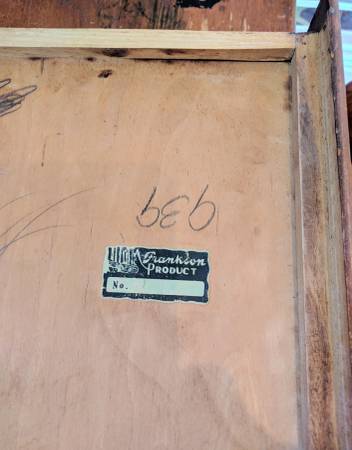 939
Frankson
PRODUCT
No.